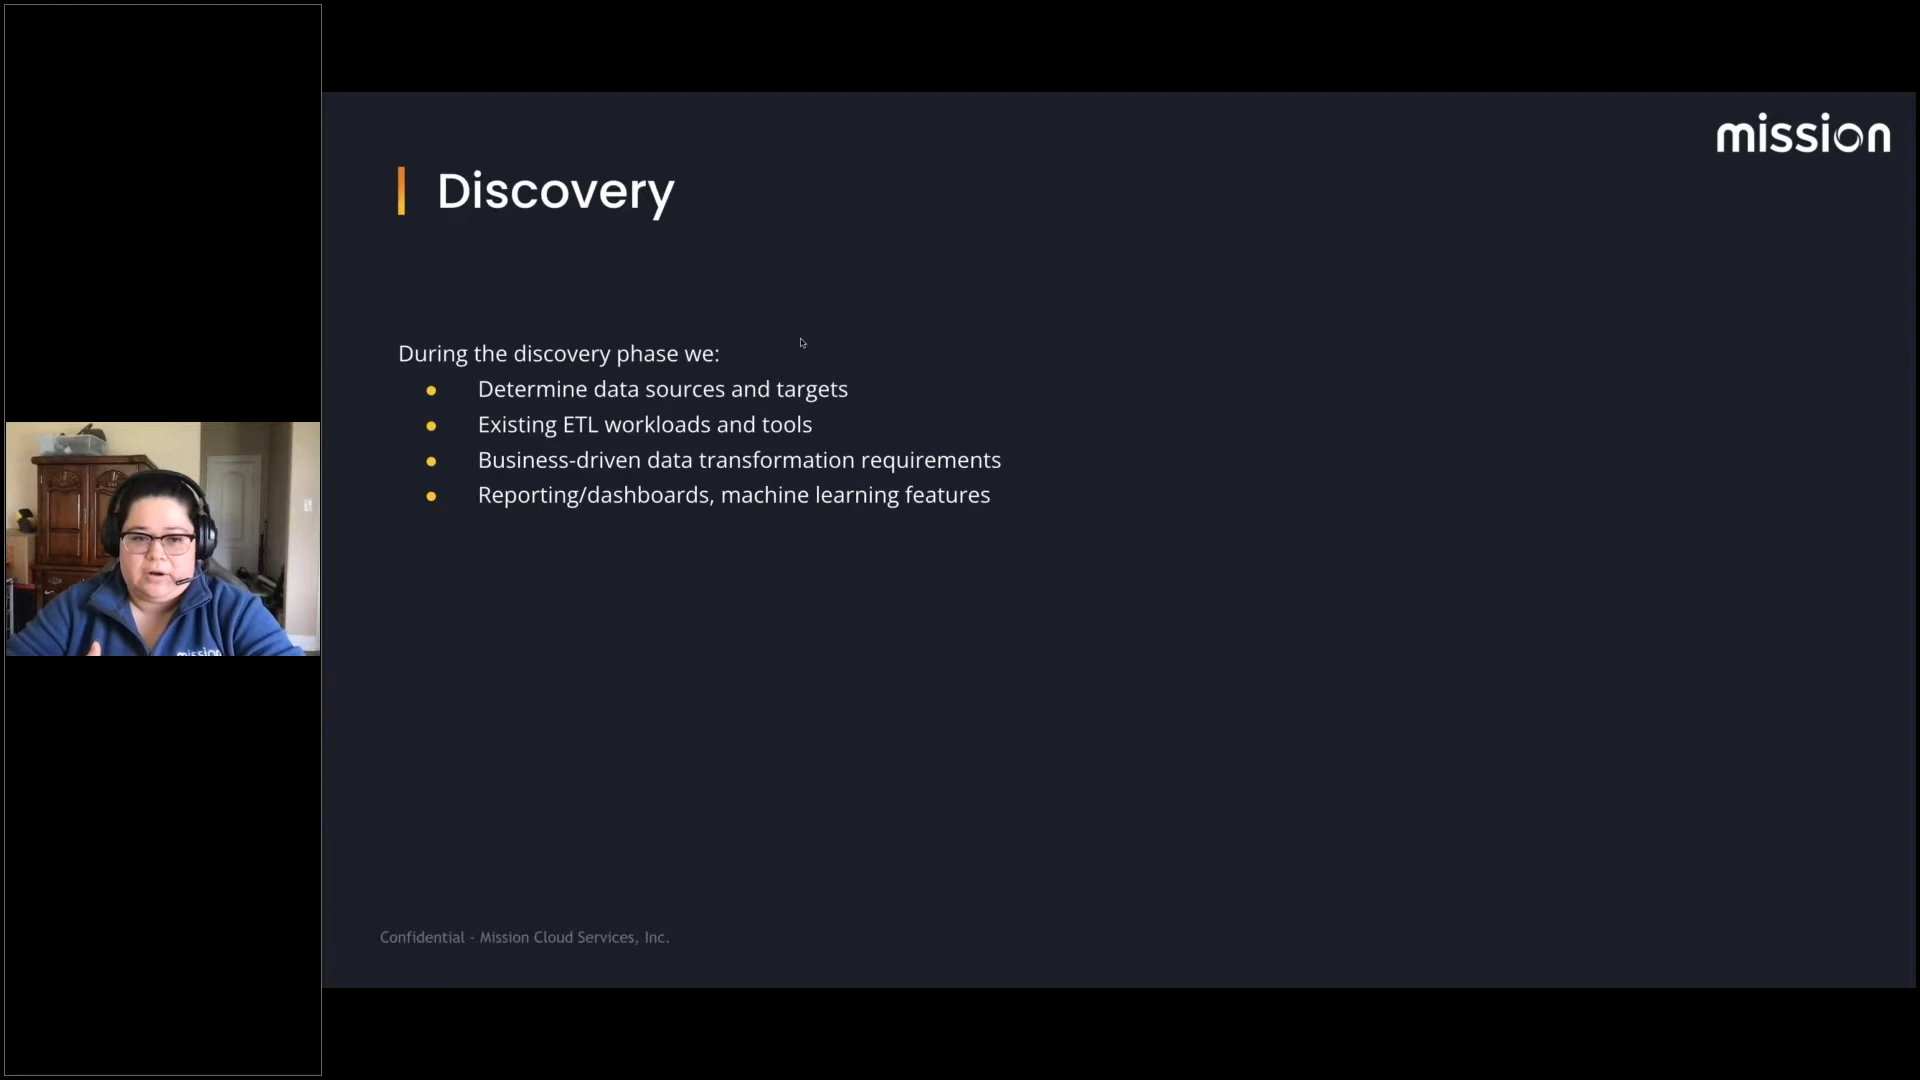 mission
Discovery
During the discovery phase we:
● Determine data sources and targets
● Existing ETL workloads and tools
● Business-driven data transformation requirements
● Reporting/dashboards, machine learning features
mission
Confidential - Mission Cloud Services, Inc.